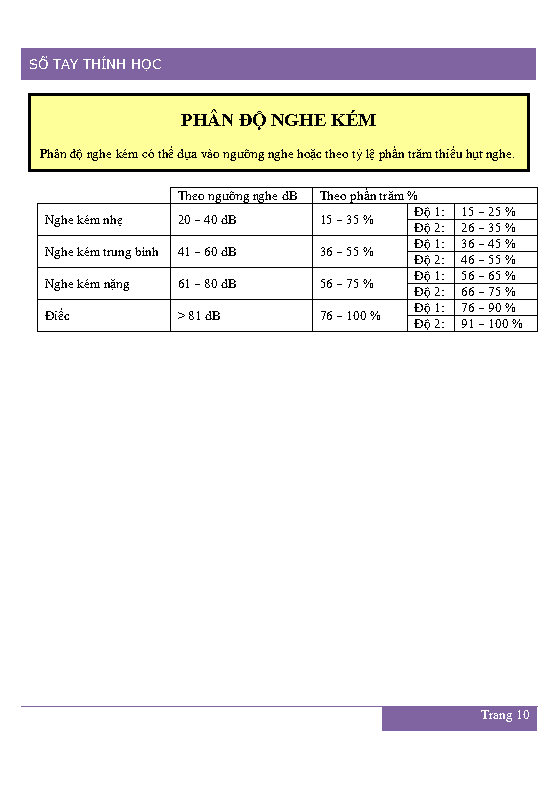 SỔ TAY THÍNH HỌC
PHÂN ĐỘ NGHE KÉM
Phân độ nghe kém có thể dựa vào ngưỡng nghe hoặc theo tỷ lệ phần trăm thiếu hụt nghe.
Theo ngưỡng nghe dB Theo phần trăm %
Nghe kém nhẹ 20 – 40 dB 15 – 35 % Độ 1: 15 – 25 %
Độ 2: 26 – 35 %
Nghe kém trung bình 41 – 60 dB 36 – 55 % Độ 1: 36 – 45 %
Độ 2: 46 – 55 %
Nghe kém nặng 61 – 80 dB 56 – 75 % Độ 1: 56 – 65 %
Độ 2: 66 – 75 %
Điếc > 81 dB 76 – 100 % Độ 1: 76 – 90 %
Độ 2: 91 – 100 %
Trang 10